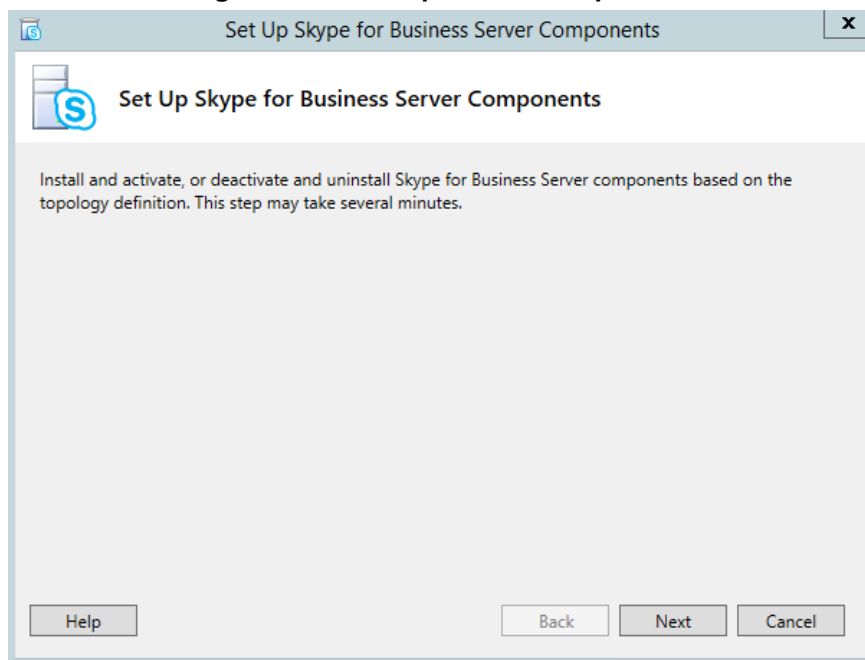 Set Up Skype for Business Server Components
x
Set Up Skype for Business Server Components
Install and activate, or deactivate and uninstall Skype for Business Server components based on the
topology definition. This step may take several minutes.
Help Back Next Cancel